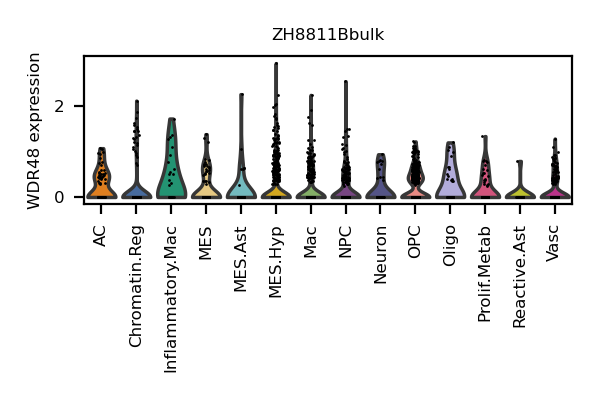 ZH8811Bbulk
WDR48 expression
2
0
AC
Chromatin.Reg
Inflammatory.Mac
MES
MES.Ast
MES.Hyp
Mac
NPC
Neuron
OPC
Oligo
Prolif.Metab
Reactive.Ast
Vasc